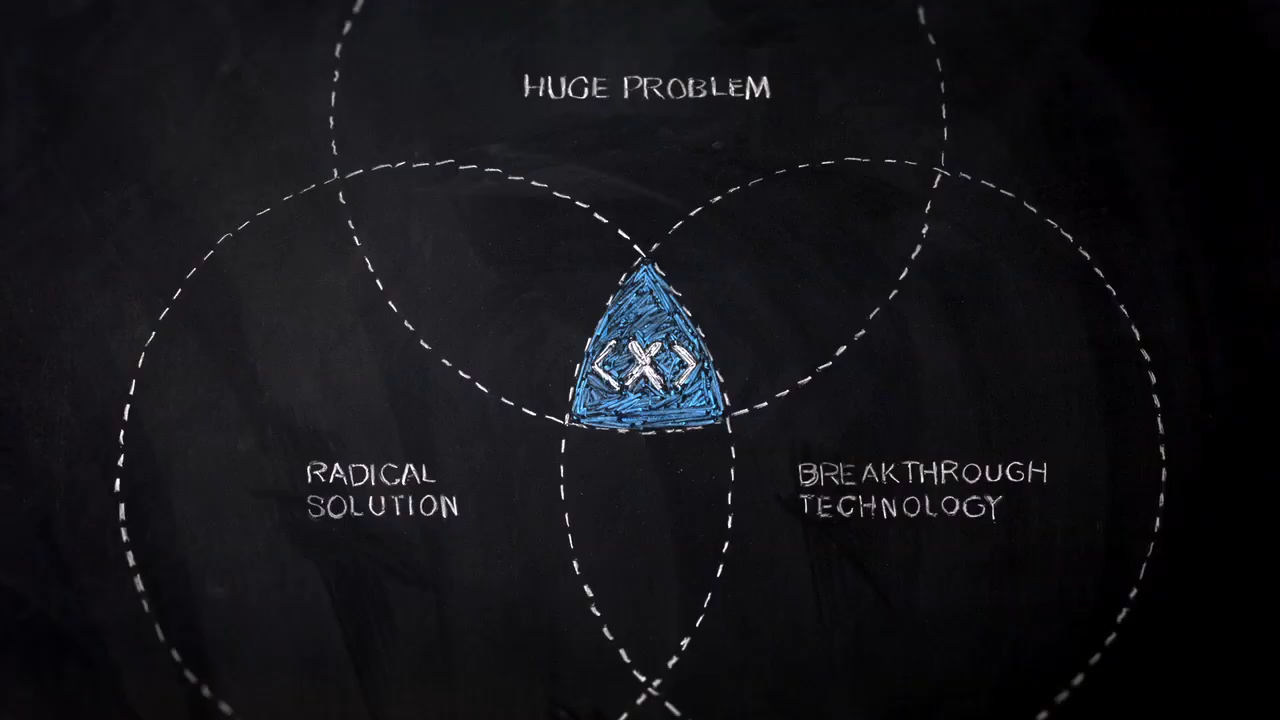 HUGE PROBLEM
<X>
RADICAL
SOLUTION
BREAKTHROUGH
TECHNOLOGY